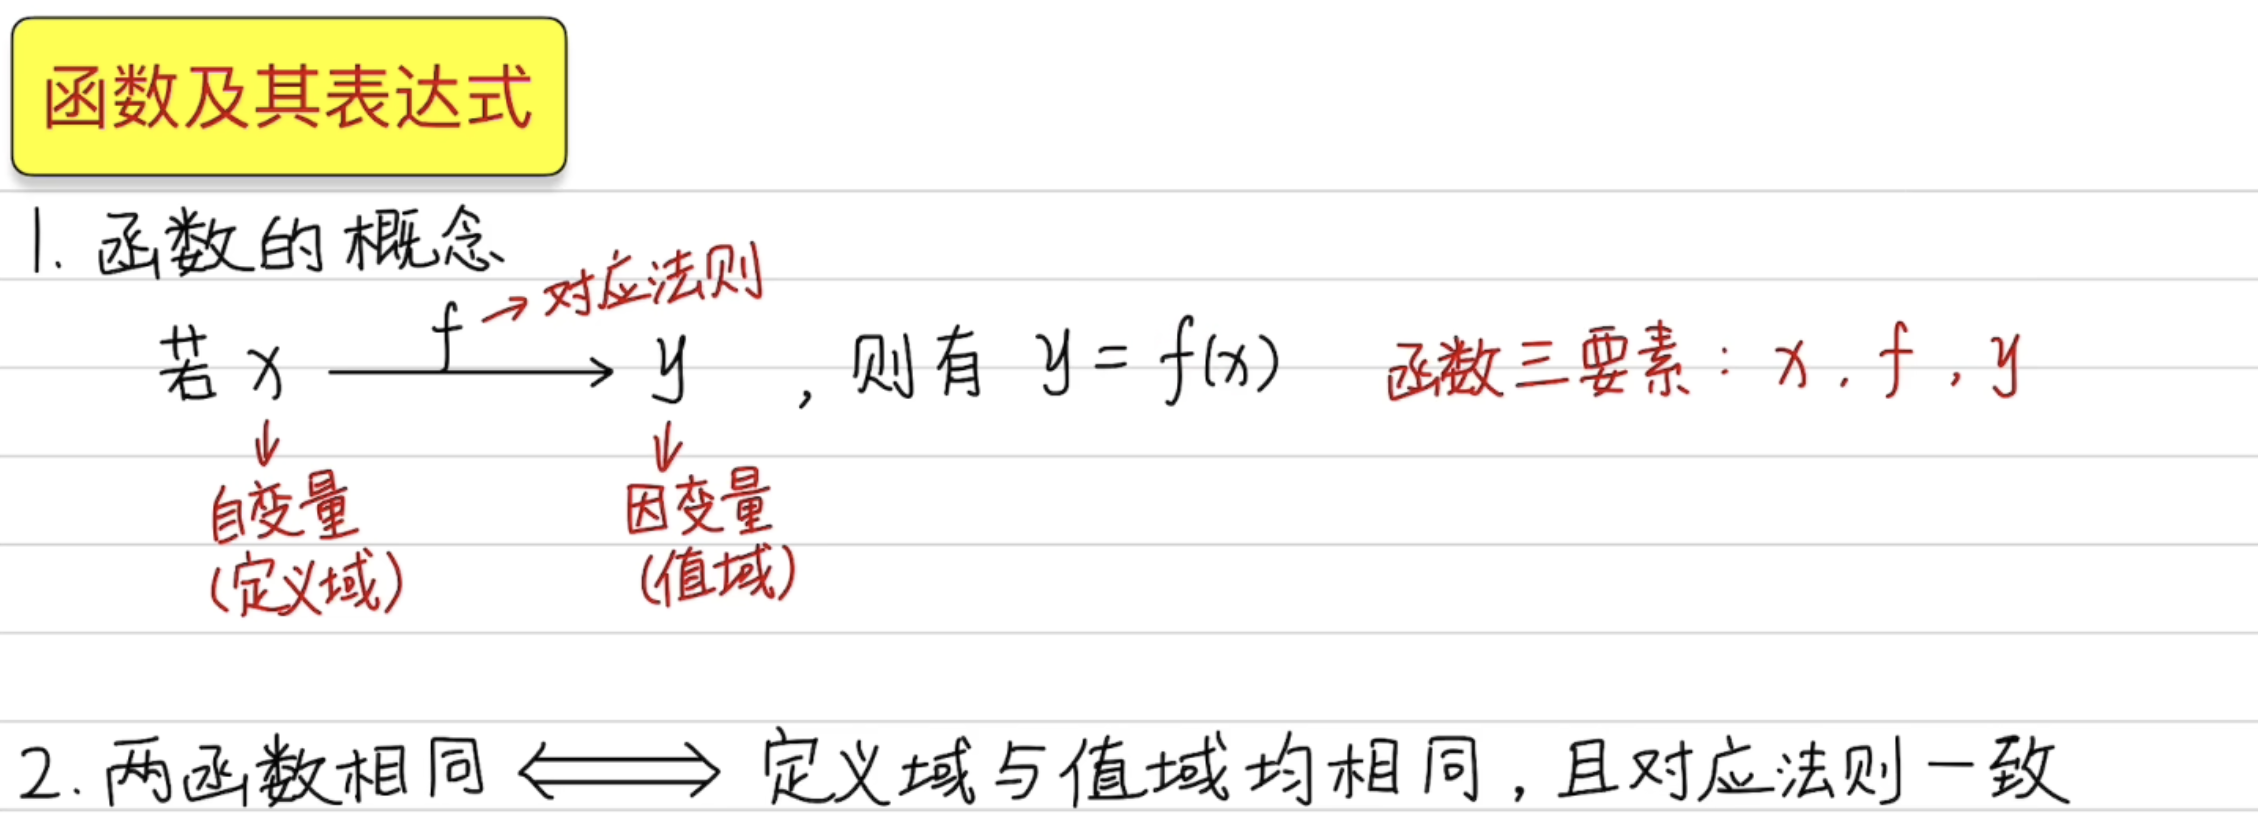 函数及其表达式
1. 函数的概念
f → 对应法则
若 x ⟶ y , 则有 y = f(x) 函数三要素: x, f, y
↓ ↓
自变量 因变量
(定义域) (值域)
2. 两函数相同 ⟺ 定义域与值域均相同, 且对应法则一致